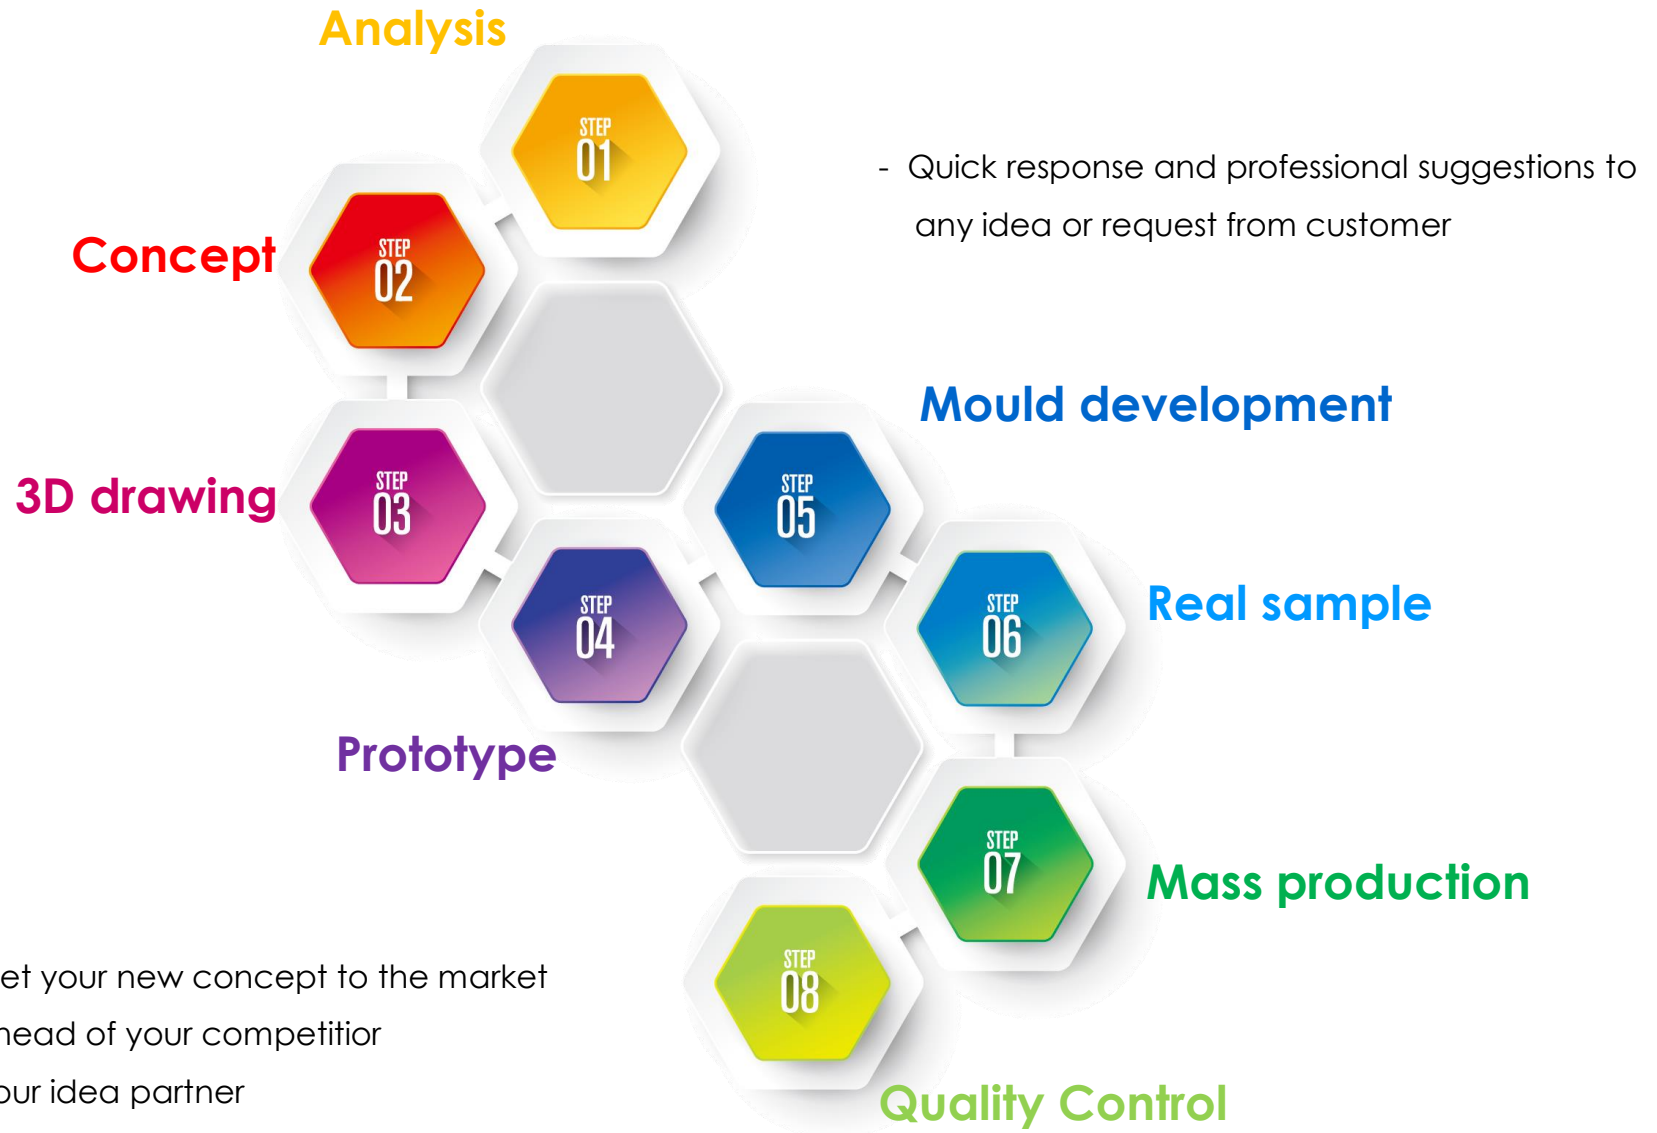 Analysis
STEP
01
- Quick response and professional suggestions to
any idea or request from customer
Concept
STEP
02
Mould development
3D drawing
STEP
03
STEP
05
Real sample
STEP
04
STEP
06
Prototype
STEP
07
Mass production
et your new concept to the market
head of your competitior
our idea partner
STEP
08
Quality Control